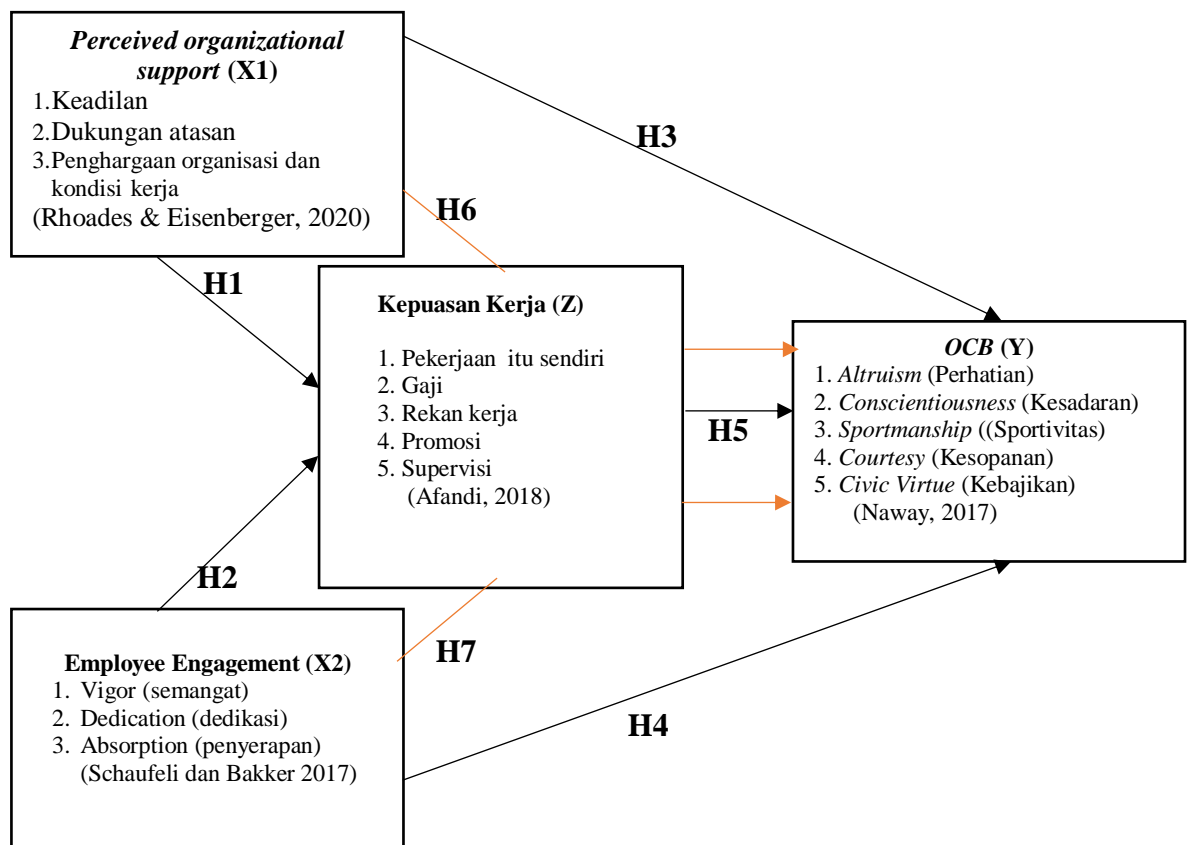 Perceived organizational
support (X1)
1.Keadilan
2.Dukungan atasan
3.Penghargaan organisasi dan
kondisi kerja
(Rhoades & Eisenberger, 2020)
H3
H6
H1
Kepuasan Kerja (Z)
1. Pekerjaan itu sendiri
2. Gaji
3. Rekan kerja
4. Promosi
5. Supervisi
(Afandi, 2018)
OCB (Y)
1. Altruism (Perhatian)
2. Conscientiousness (Kesadaran)
3. Sportmanship ((Sportivitas)
4. Courtesy (Kesopanan)
5. Civic Virtue (Kebajikan)
(Naway, 2017)
H5
H2
H7
Employee Engagement (X2)
1. Vigor (semangat)
2. Dedication (dedikasi)
3. Absorption (penyerapan)
(Schaufeli dan Bakker 2017)
H4